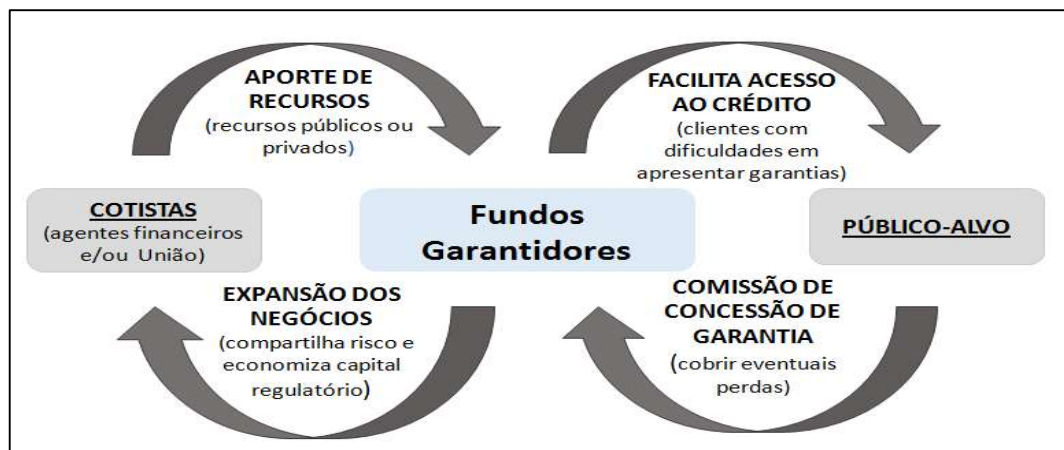 APORTE DE
RECURSOS
(recursos públicos ou
privados)
FACILITA ACESSO
AO CRÉDITO
(clientes com
dificuldades em
apresentar garantias)
COTISTAS
(agentes financeiros
e/ou União)
Fundos
Garantidores
PÚBLICO-ALVO
EXPANSÃO DOS
NEGÓCIOS
(compartilha risco e
economiza capital
regulatório)
COMISSÃO DE
CONCESSÃO DE
GARANTIA
(cobrir eventuais
perdas)